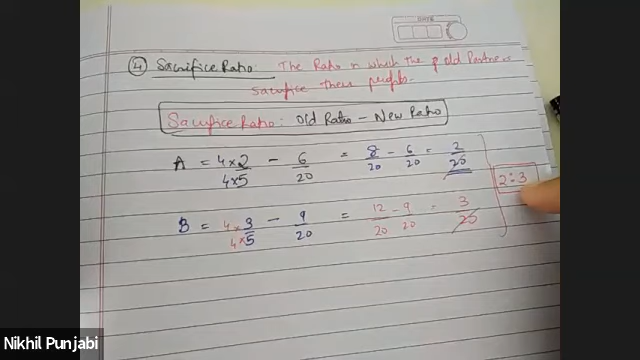 DATE
④ Sacrifice Ratio: The Ratio in which the old Partners
sacrifice their profits.
Sacrifice Ratio: Old Ratio - New Ratio
A = 4×2/4×5 - 6/20 = 8/20 - 6/20 = 2/20
2:3
B = 4×3/4×5 - 9/20 = 12/20 - 9/20 = 3/20
Nikhil Punjabi